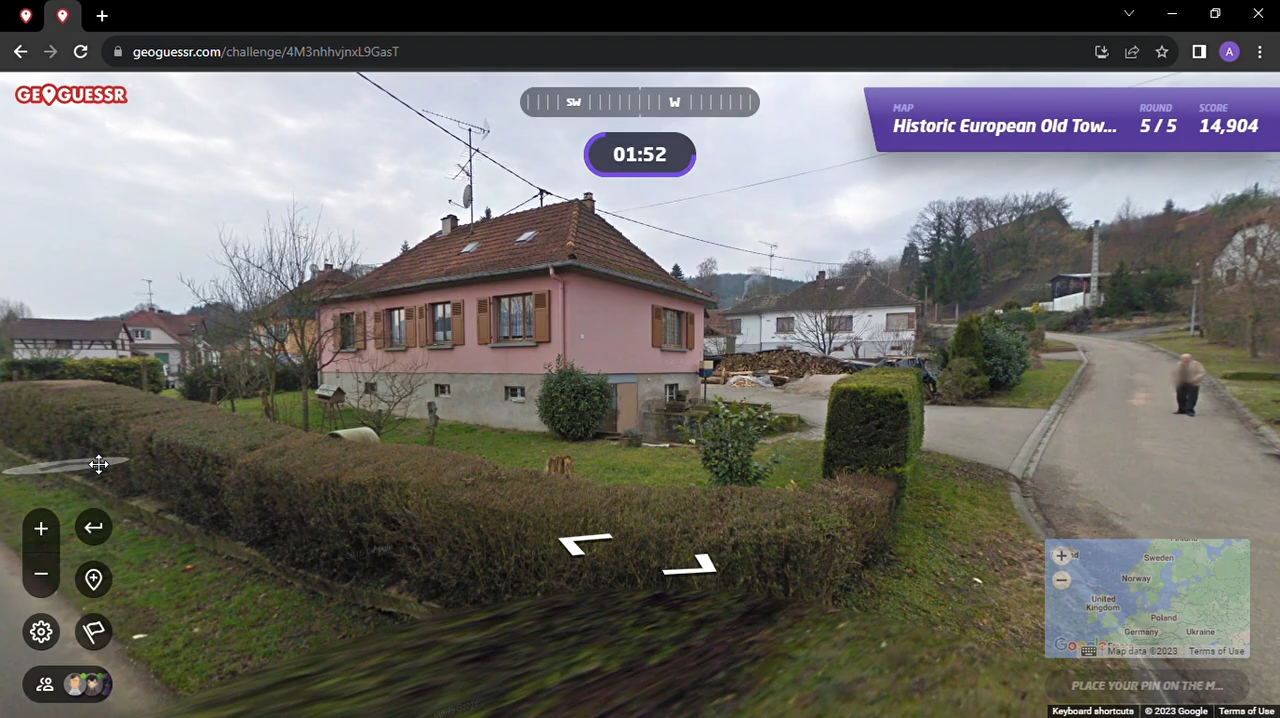 geoguessr.com/challenge/4M3nhhvjnxL9GasT
A
GEOGUESSR
SW W
01:52
MAP ROUND SCORE
Historic European Old Tow... 5 / 5 14,904
Sweden
Norway
United
Kingdom
Poland
Germany Ukraine
Map data ©2023 Terms of Use
PLACE YOUR PIN ON THE M...
Keyboard shortcuts © 2023 Google Terms of Use